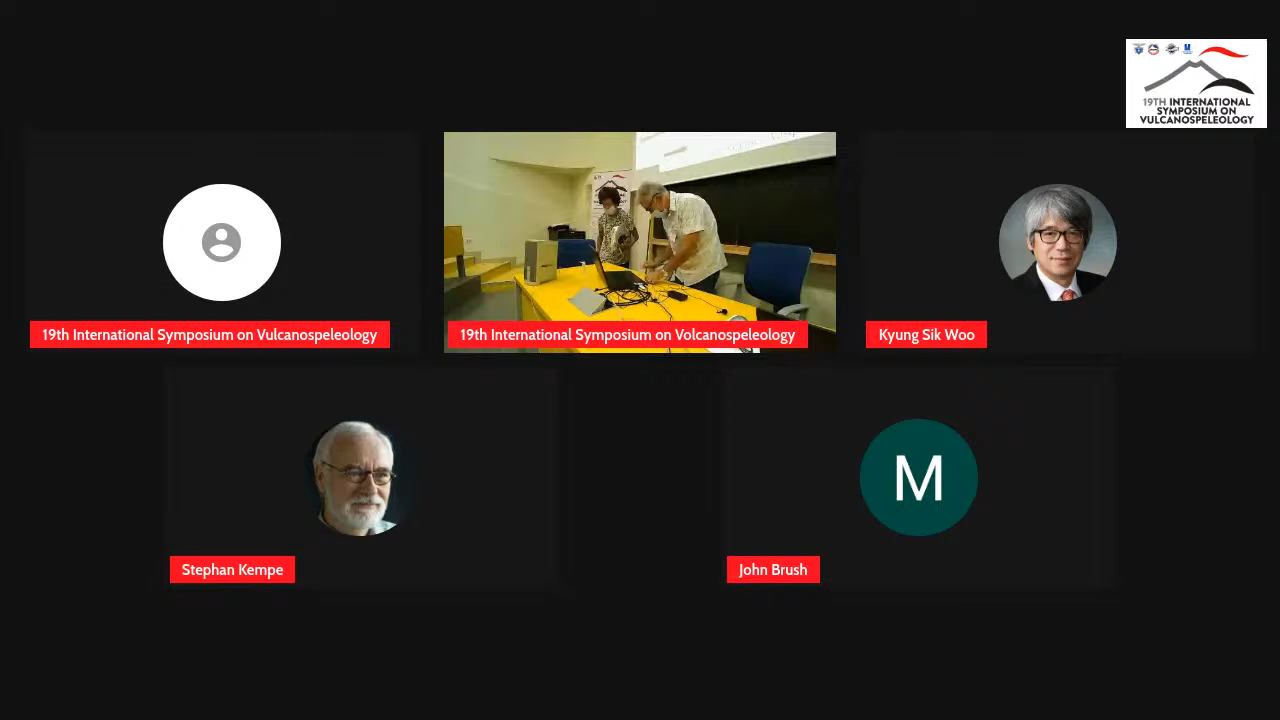 19TH INTERNATIONAL
SYMPOSIUM ON
VULCANOSPELEOLOGY
19th International Symposium on Vulcanospeleology
19th International Symposium on Volcanospeleology
Kyung Sik Woo
Stephan Kempe
M
John Brush